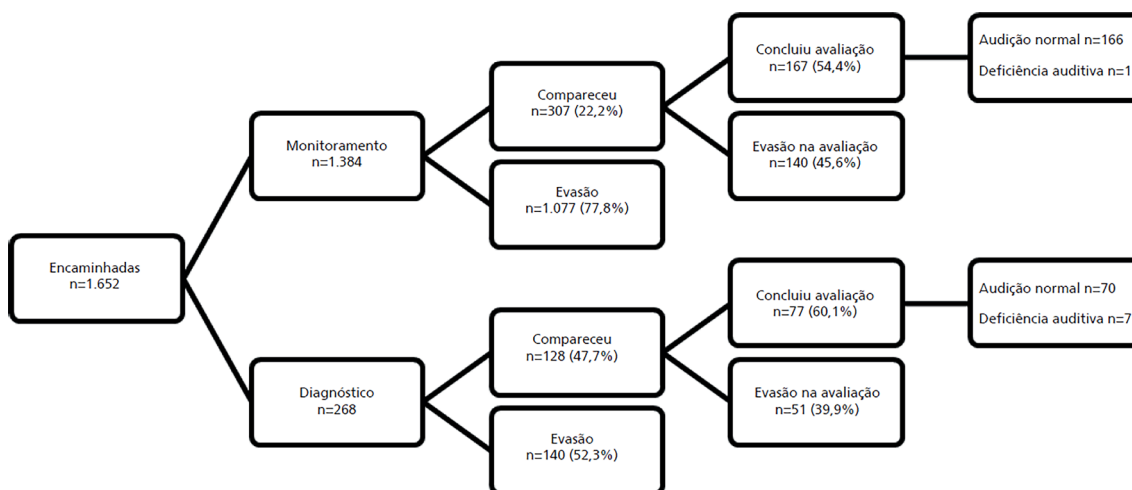 Encaminhadas
n=1.652
Monitoramento
n=1.384
Compareceu
n=307 (22,2%)
Concluiu avaliação
n=167 (54,4%)
Audição normal n=166
Deficiência auditiva n=1
Evasão na avaliação
n=140 (45,6%)
Evasão
n=1.077 (77,8%)
Diagnóstico
n=268
Compareceu
n=128 (47,7%)
Concluiu avaliação
n=77 (60,1%)
Audição normal n=70
Deficiência auditiva n=7
Evasão na avaliação
n=51 (39,9%)
Evasão
n=140 (52,3%)